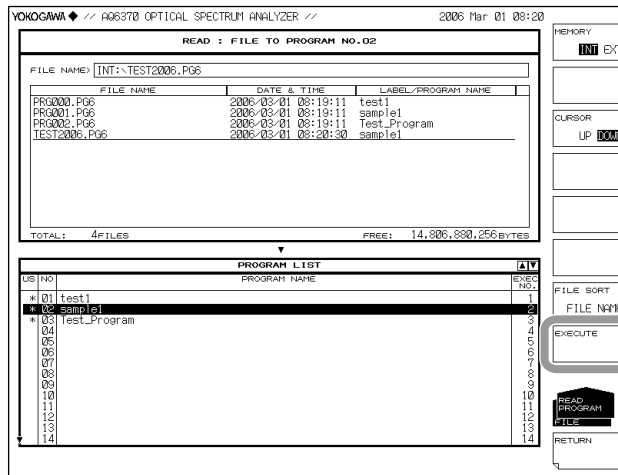 YOKOGAWA◆ // AQ6370 OPTICAL SPECTRUM ANALYZER // 2006 Mar 01 08:20
READ : FILE TO PROGRAM NO.02
FILE NAME> INT:\TEST2006.PG6
FILE NAME DATE & TIME LABEL/PROGRAM NAME
PRG000.PG6 2006/03/01 08:19:11 test1
PRG001.PG6 2006/03/01 08:19:11 sample1
PRG002.PG6 2006/03/01 08:19:11 Test_Program
TEST2006.PG6 2006/03/01 08:20:30 sample1
TOTAL: 4FILES FREE: 14,806,880,256BYTES
▼
PROGRAM LIST ▲▼
US NO PROGRAM NAME EXEC NO.
* 01 test1 1
* 02 sample1 2
* 03 Test_Program 3
04 4
05 5
06 6
07 7
08 8
09 9
10 10
11 11
12 12
13 13
14 14
MEMORY
INT EXT
CURSOR
UP DOWN
FILE SORT
FILE NAME
EXECUTE
READ
PROGRAM
FILE
RETURN